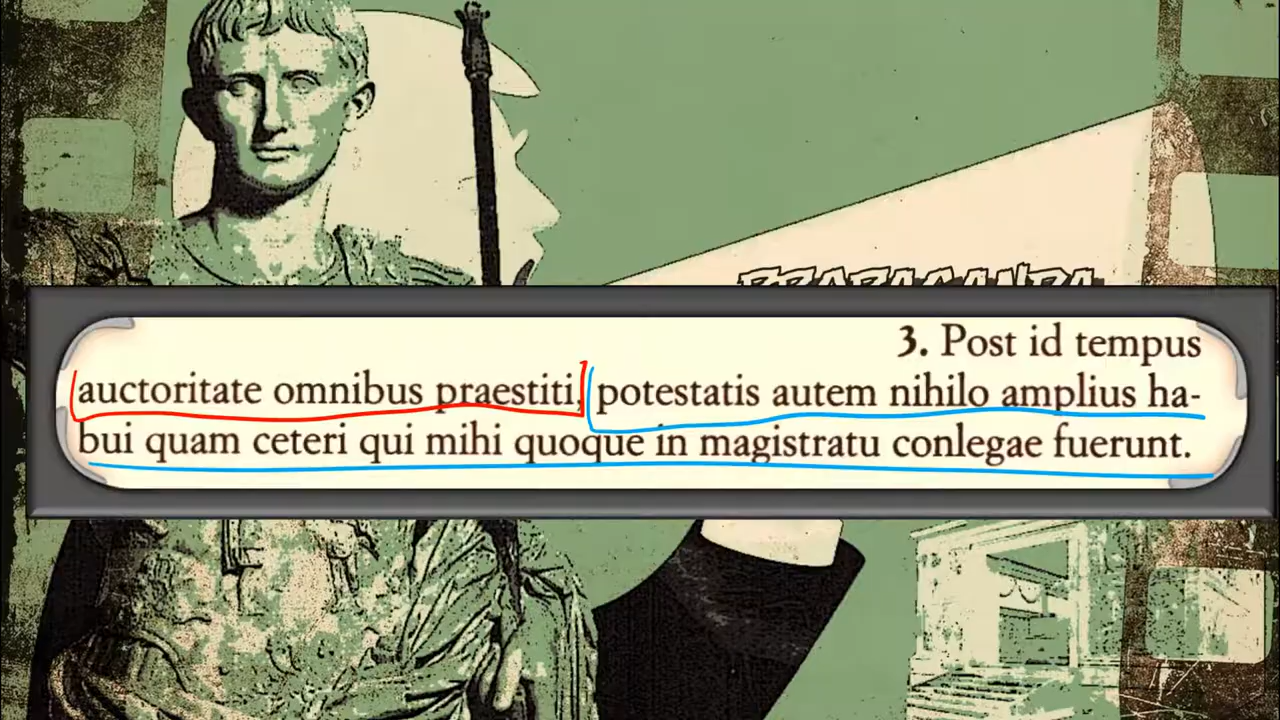 PROPAGANDA
3. Post id tempus
auctoritate omnibus praestiti, potestatis autem nihilo amplius ha-
bui quam ceteri qui mihi quoque in magistratu conlegae fuerunt.